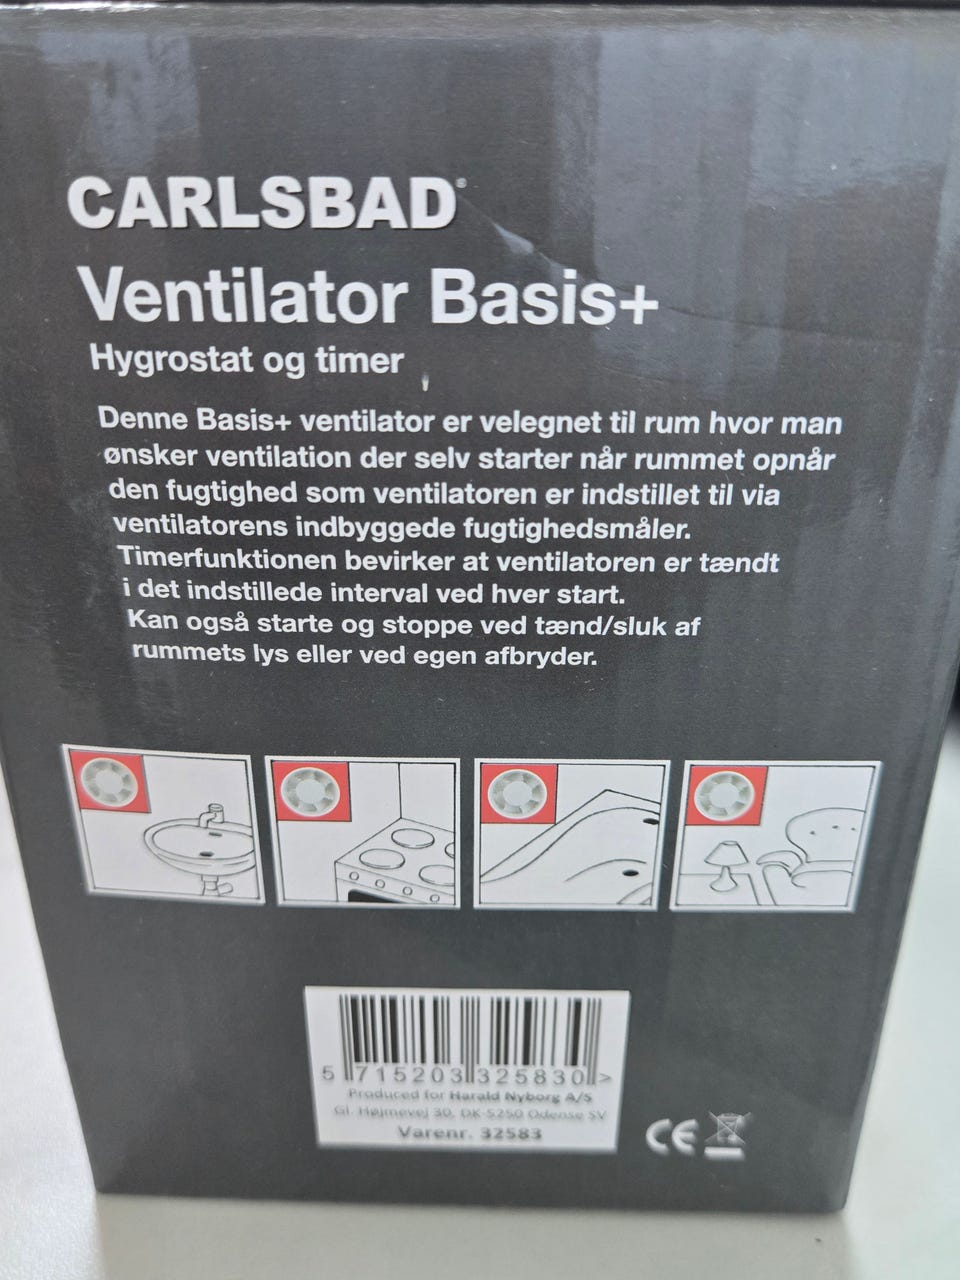 CARLSBAD®
Ventilator Basis+
Hygrostat og timer
Denne Basis+ ventilator er velegnet til rum hvor man
ønsker ventilation der selv starter når rummet opnår
den fugtighed som ventilatoren er indstillet til via
ventilatorens indbyggede fugtighedsmåler.
Timerfunktionen bevirker at ventilatoren er tændt
i det indstillede interval ved hver start.
Kan også starte og stoppe ved tænd/sluk af
rummets lys eller ved egen afbryder.
5 715203 325830 >
Produced for Harald Nyborg A/S
Gl. Højmevej 30, DK-5250 Odense SV
Varenr. 32583
CE